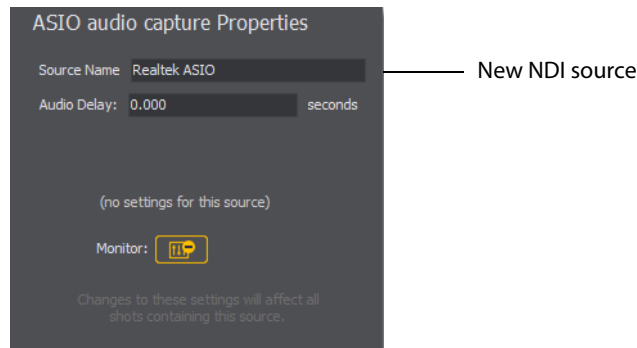 ASIO audio capture Properties
Source Name Realtek ASIO
New NDI source
Audio Delay: 0.000 seconds
(no settings for this source)
Monitor:
Changes to these settings will affect all
shots containing this source.